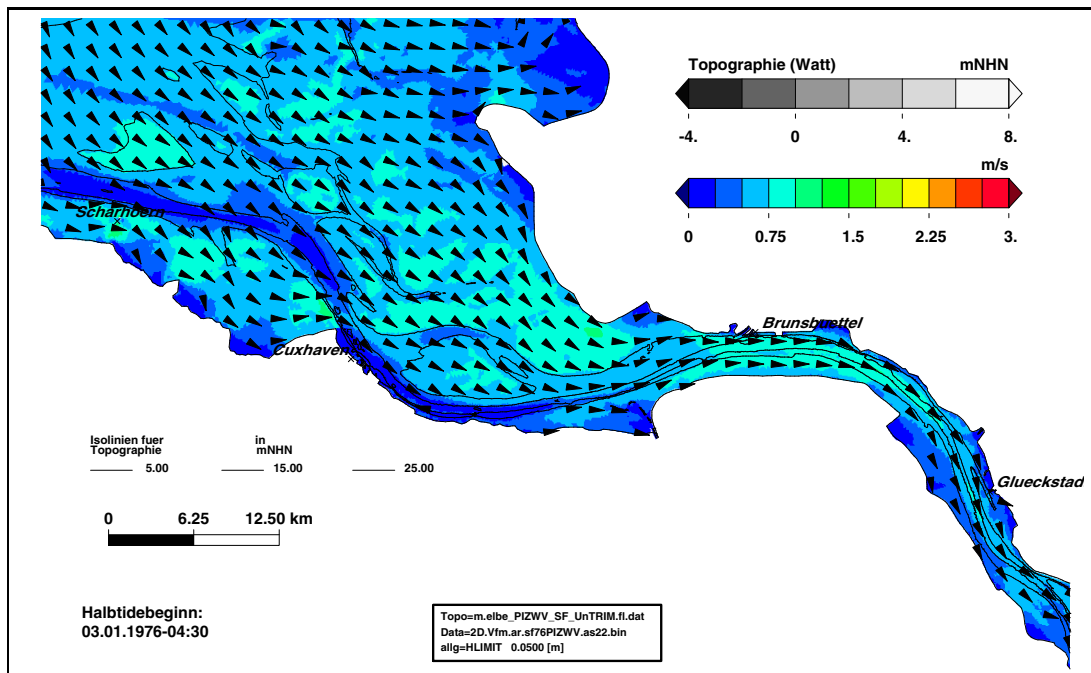 Topographie (Watt) mNHN
-4. 0 4. 8.
m/s
0 0.75 1.5 2.25 3.
Scharhoern
Brunsbuettel
Cuxhaven
Glueckstad
Isolinien fuer in
Topographie mNHN
5.00 15.00 25.00
0 6.25 12.50 km
Halbtidebeginn:
03.01.1976-04:30
Topo=m.elbe_PIZWV_SF_UnTRIM.fl.dat
Data=2D.Vfm.ar.sf76PIZWV.as22.bin
allg=HLIMIT 0.0500 [m]